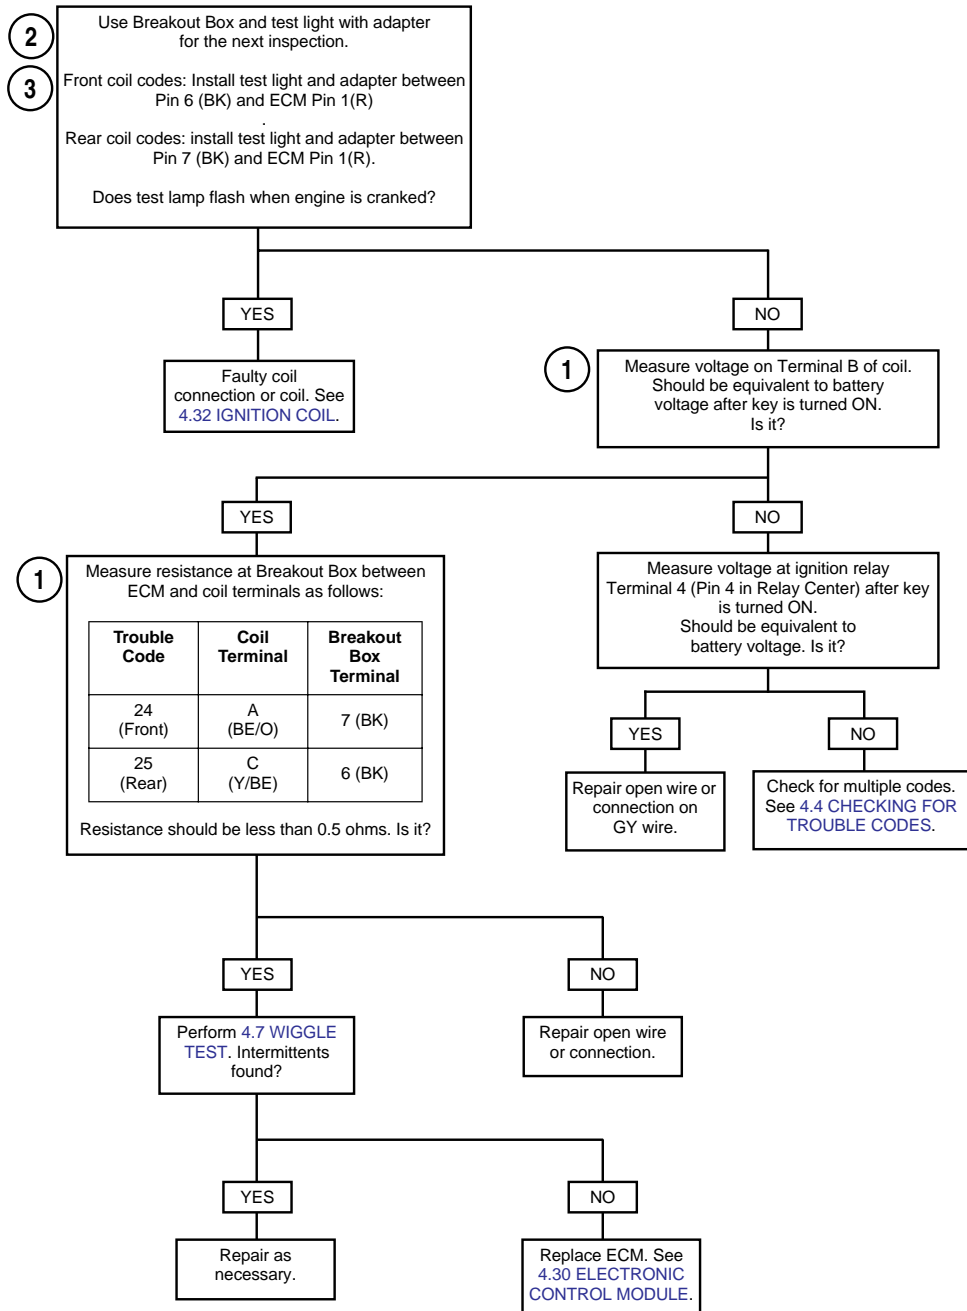 2
Use Breakout Box and test light with adapter
for the next inspection.
3
Front coil codes: Install test light and adapter between
Pin 6 (BK) and ECM Pin 1(R)
.
Rear coil codes: install test light and adapter between
Pin 7 (BK) and ECM Pin 1(R).
Does test lamp flash when engine is cranked?
YES
NO
Faulty coil
connection or coil. See
4.32 IGNITION COIL.
1
Measure voltage on Terminal B of coil.
Should be equivalent to battery
voltage after key is turned ON.
Is it?
YES
NO
1
Measure resistance at Breakout Box between
ECM and coil terminals as follows:
Trouble
Code
Coil
Terminal
Breakout
Box
Terminal
24
(Front)
A
(BE/O)
7 (BK)
25
(Rear)
C
(Y/BE)
6 (BK)
Resistance should be less than 0.5 ohms. Is it?
Measure voltage at ignition relay
Terminal 4 (Pin 4 in Relay Center) after key
is turned ON.
Should be equivalent to
battery voltage. Is it?
YES
NO
Repair open wire or
connection on
GY wire.
Check for multiple codes.
See 4.4 CHECKING FOR
TROUBLE CODES.
YES
NO
Perform 4.7 WIGGLE
TEST. Intermittents
found?
Repair open wire
or connection.
YES
NO
Repair as
necessary.
Replace ECM. See
4.30 ELECTRONIC
CONTROL MODULE.